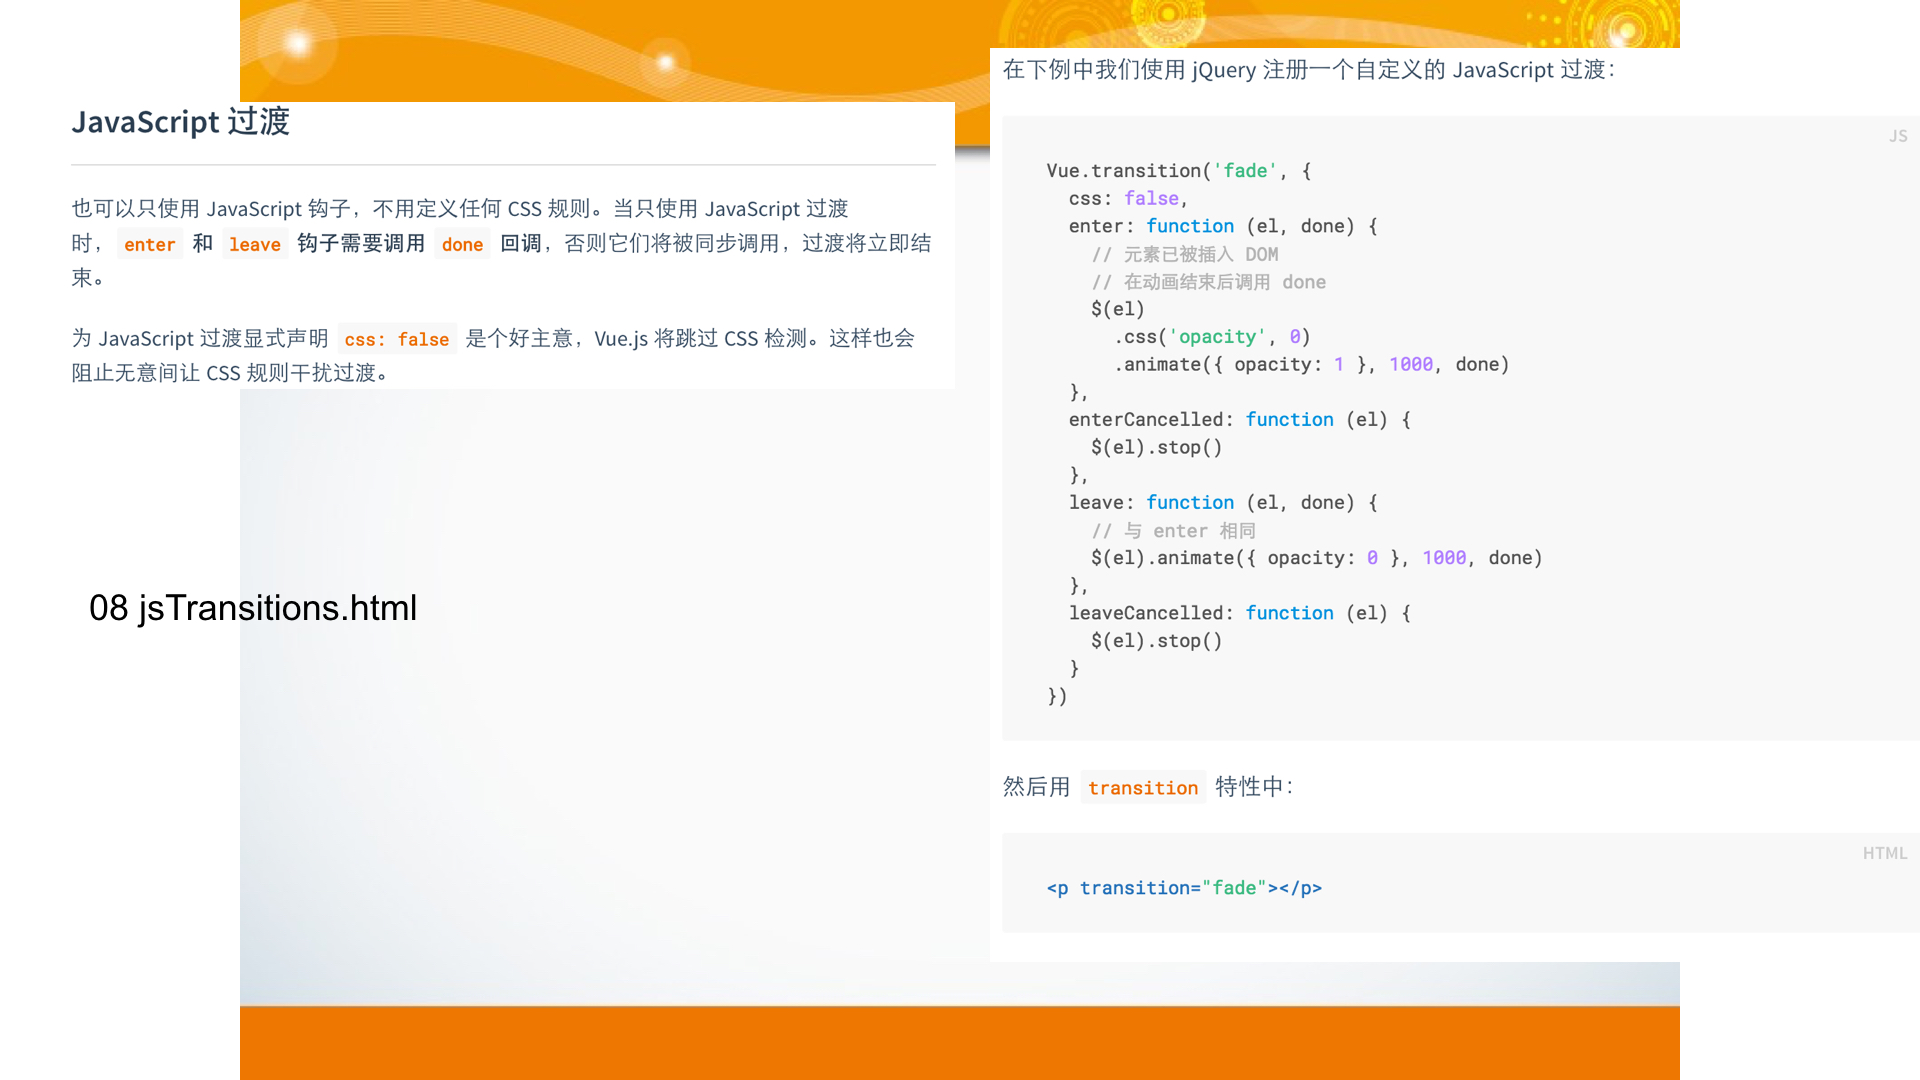 JavaScript 过渡
也可以只使用 JavaScript 钩子，不用定义任何 CSS 规则。当只使用 JavaScript 过渡
时， enter 和 leave 钩子需要调用 done 回调，否则它们将被同步调用，过渡将立即结
束。
为 JavaScript 过渡显式声明 css: false 是个好主意，Vue.js 将跳过 CSS 检测。这样也会
阻止无意间让 CSS 规则干扰过渡。
08 jsTransitions.html
在下例中我们使用 jQuery 注册一个自定义的 JavaScript 过渡：
JS
Vue.transition('fade', {
  css: false,
  enter: function (el, done) {
    // 元素已被插入 DOM
    // 在动画结束后调用 done
    $(el)
      .css('opacity', 0)
      .animate({ opacity: 1 }, 1000, done)
  },
  enterCancelled: function (el) {
    $(el).stop()
  },
  leave: function (el, done) {
    // 与 enter 相同
    $(el).animate({ opacity: 0 }, 1000, done)
  },
  leaveCancelled: function (el) {
    $(el).stop()
  }
})
然后用 transition 特性中：
HTML
<p transition="fade"></p>